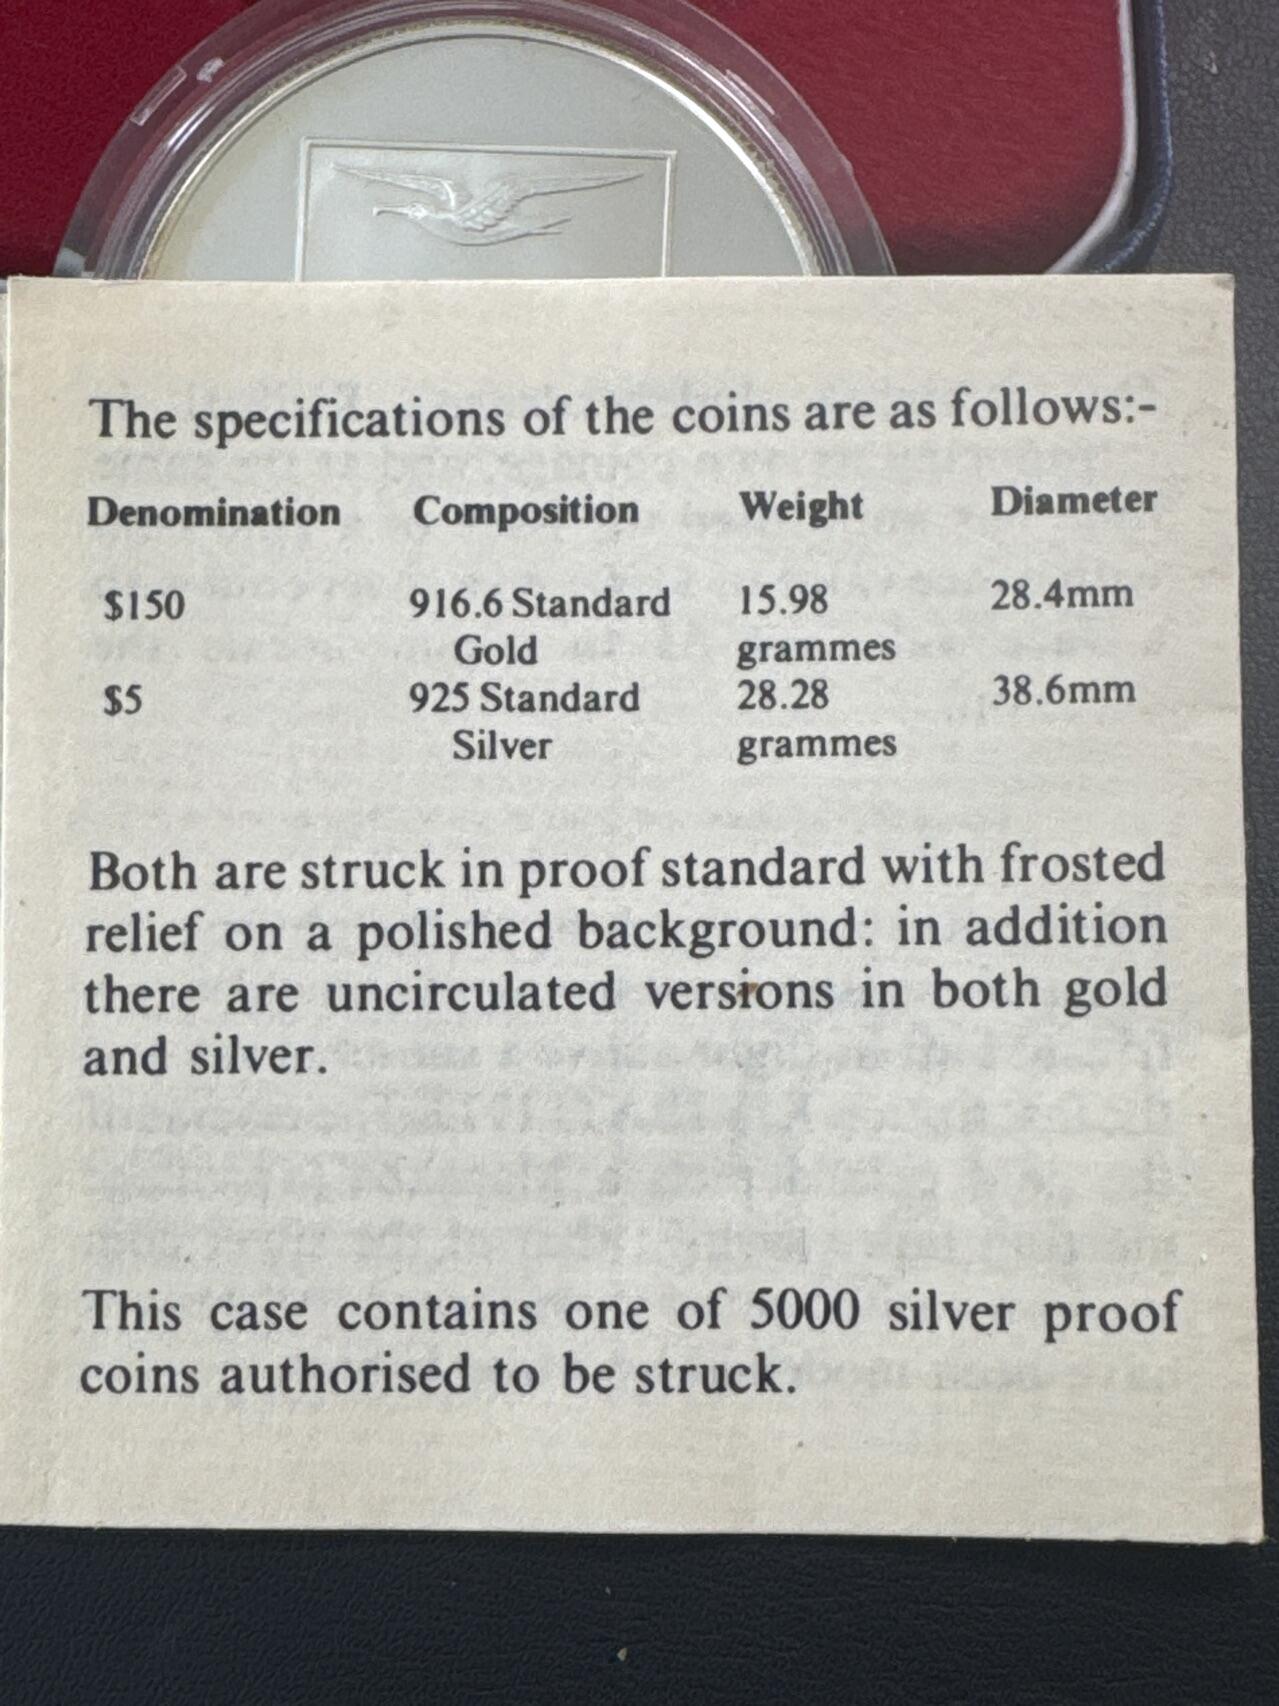 The specifications of the coins are as follows:-
Denomination Composition Weight Diameter
$150 916.6 Standard 15.98 28.4mm
Gold grammes
$5 925 Standard 28.28 38.6mm
Silver grammes
Both are struck in proof standard with frosted
relief on a polished background: in addition
there are uncirculated versions in both gold
and silver.
This case contains one of 5000 silver proof
coins authorised to be struck.